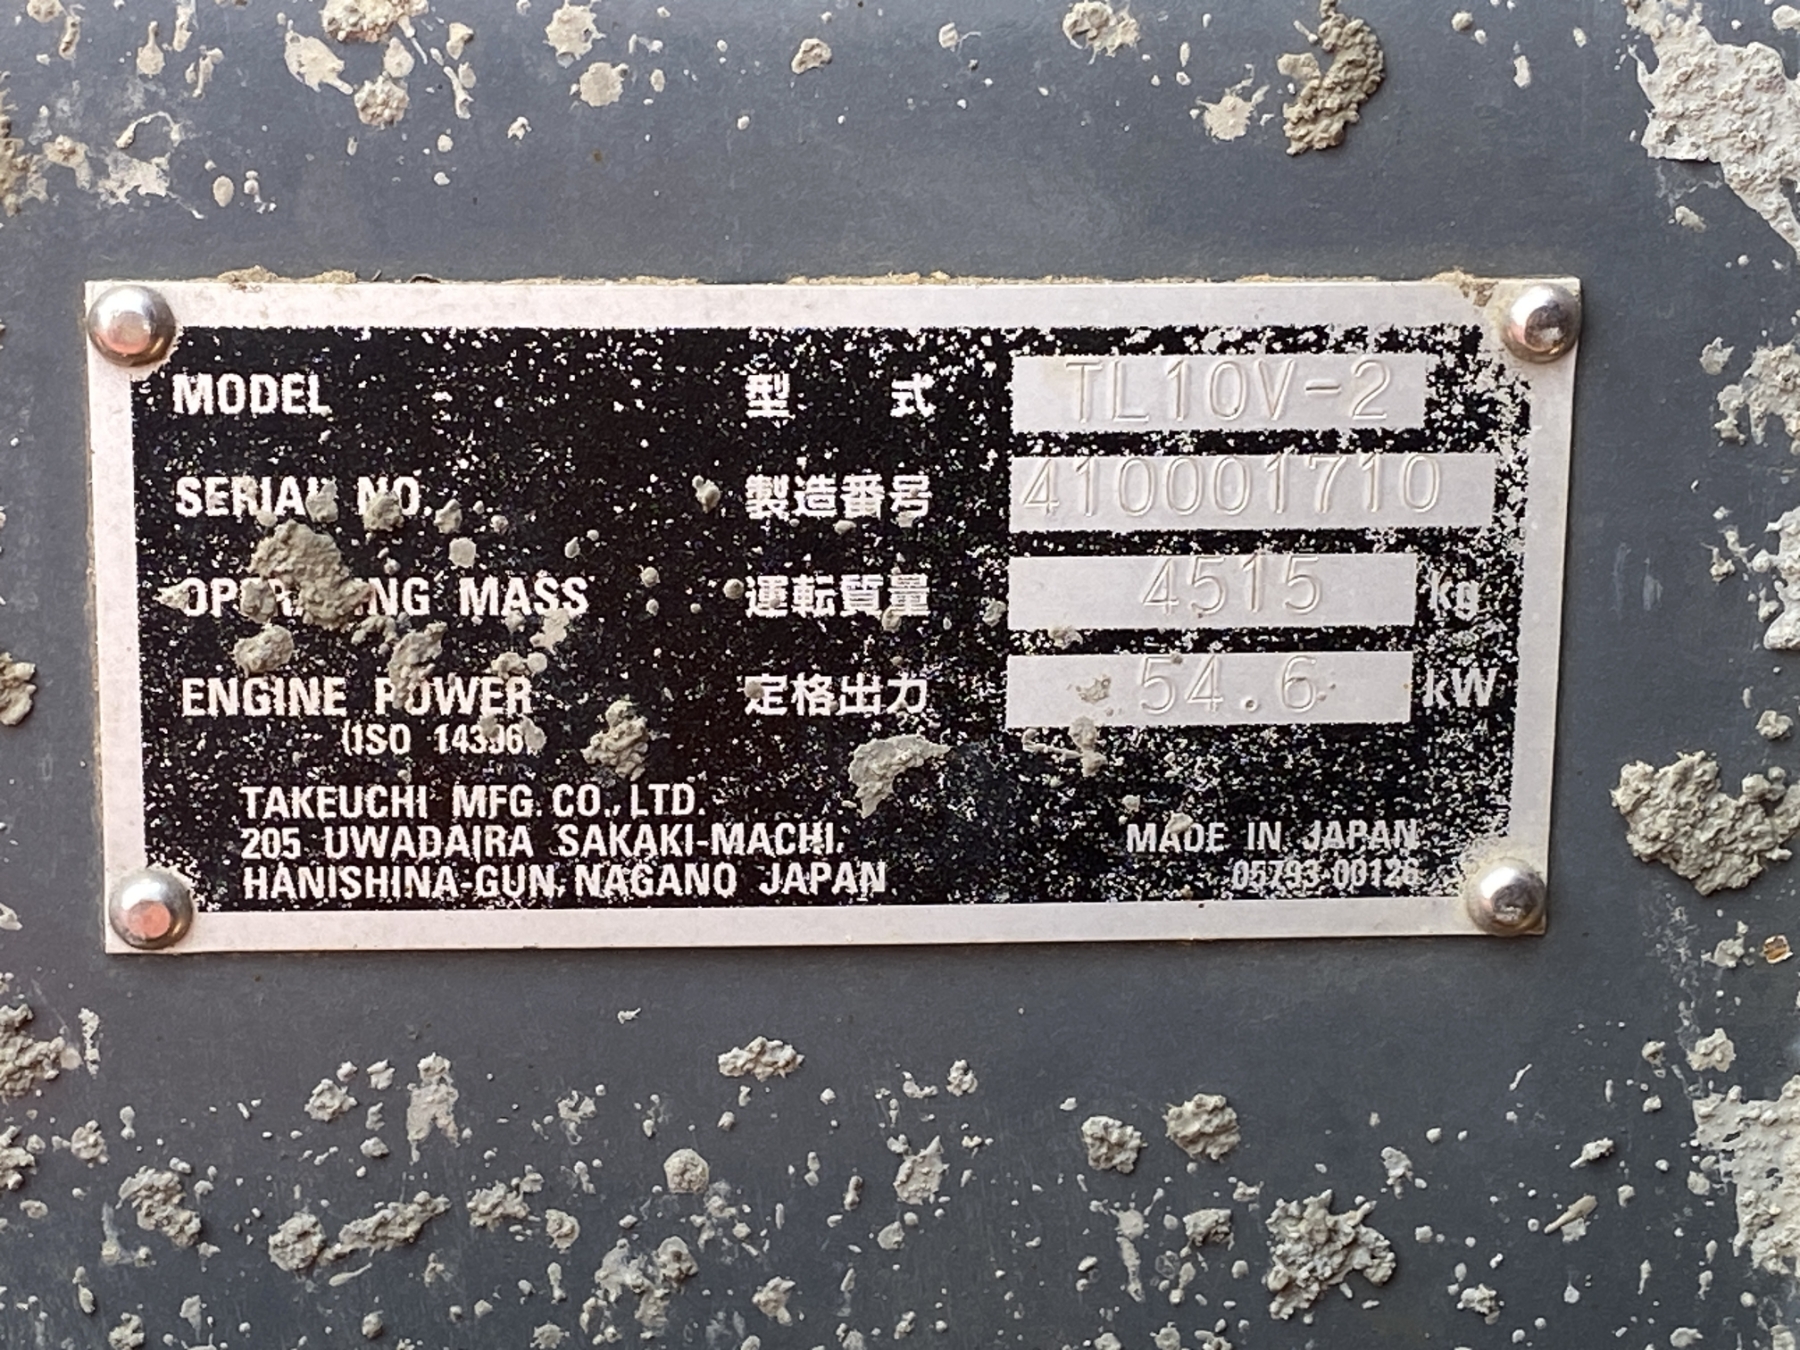 MODEL 型 式 TL10V-2
SERIAL NO. 製造番号 410001710
OPERATING MASS 運転質量 4515 kg
ENGINE POWER 定格出力 54.6 kW
(ISO 14396)
TAKEUCHI MFG. CO., LTD.
205 UWADAIRA SAKAKI-MACHI,
HANISHINA-GUN, NAGANO JAPAN
MADE IN JAPAN
05793-00126